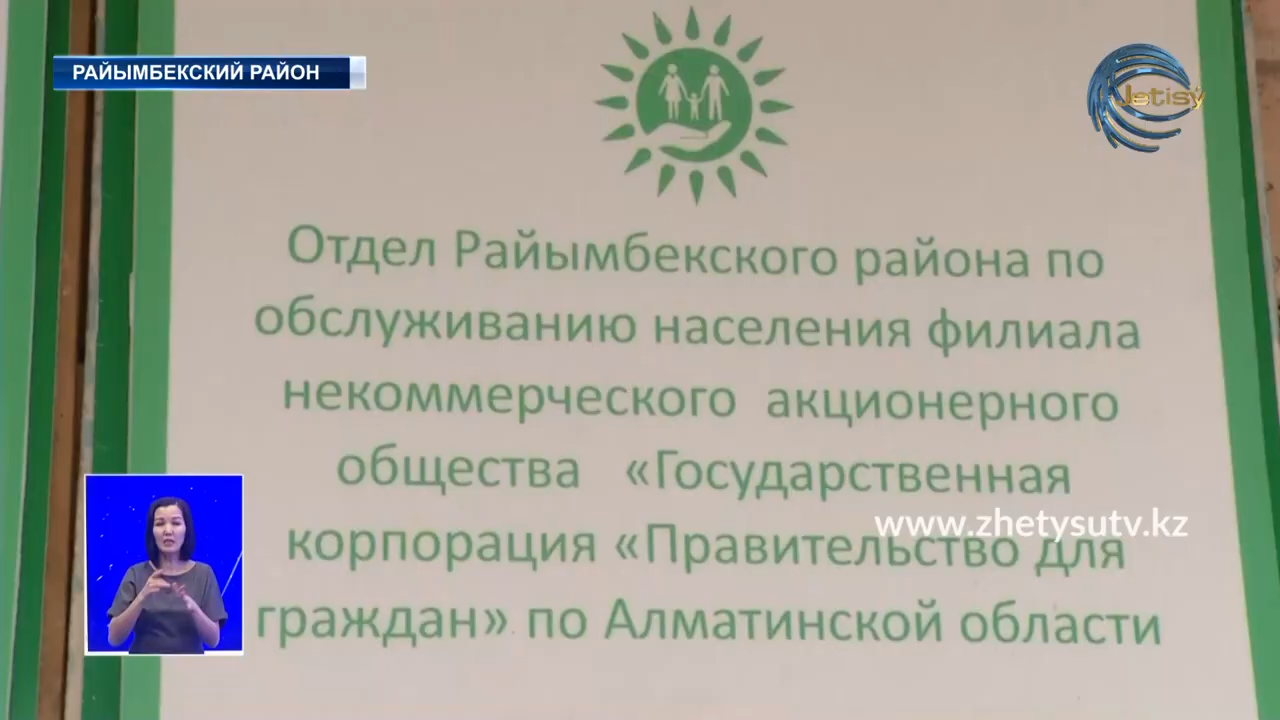 РАЙЫМБЕКСКИЙ РАЙОН
Jetisý
Отдел Райымбекского района по
обслуживанию населения филиала
некоммерческого акционерного
общества «Государственная
www.zhetysutv.kz
корпорация «Правительство для
граждан» по Алматинской области